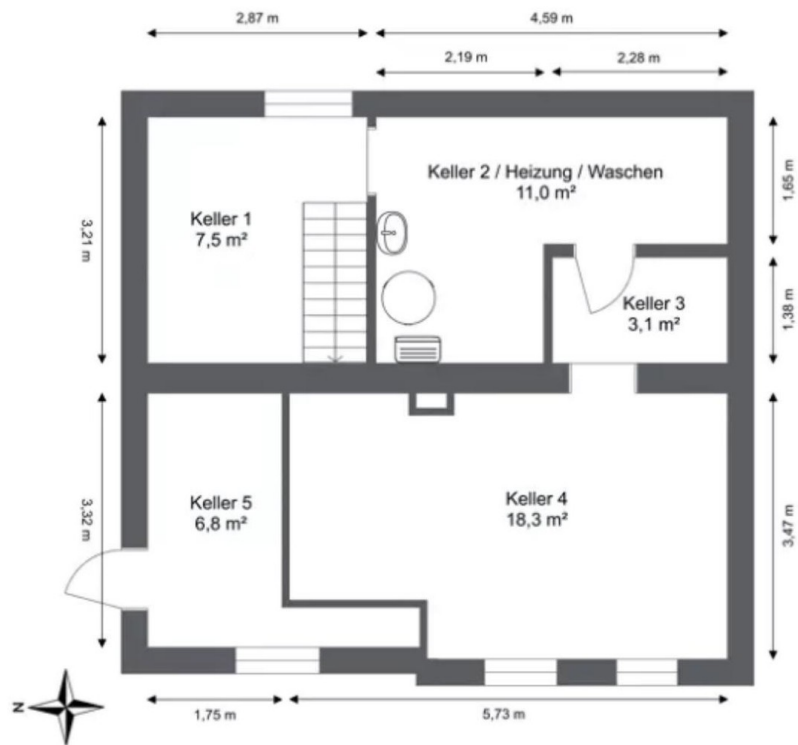 2,87 m
4,59 m
2,19 m
2,28 m
3,21 m
Keller 1
7,5 m²
Keller 2 / Heizung / Waschen
11,0 m²
1,65 m
Keller 3
3,1 m²
1,38 m
3,32 m
Keller 5
6,8 m²
Keller 4
18,3 m²
3,47 m
N
1,75 m
5,73 m